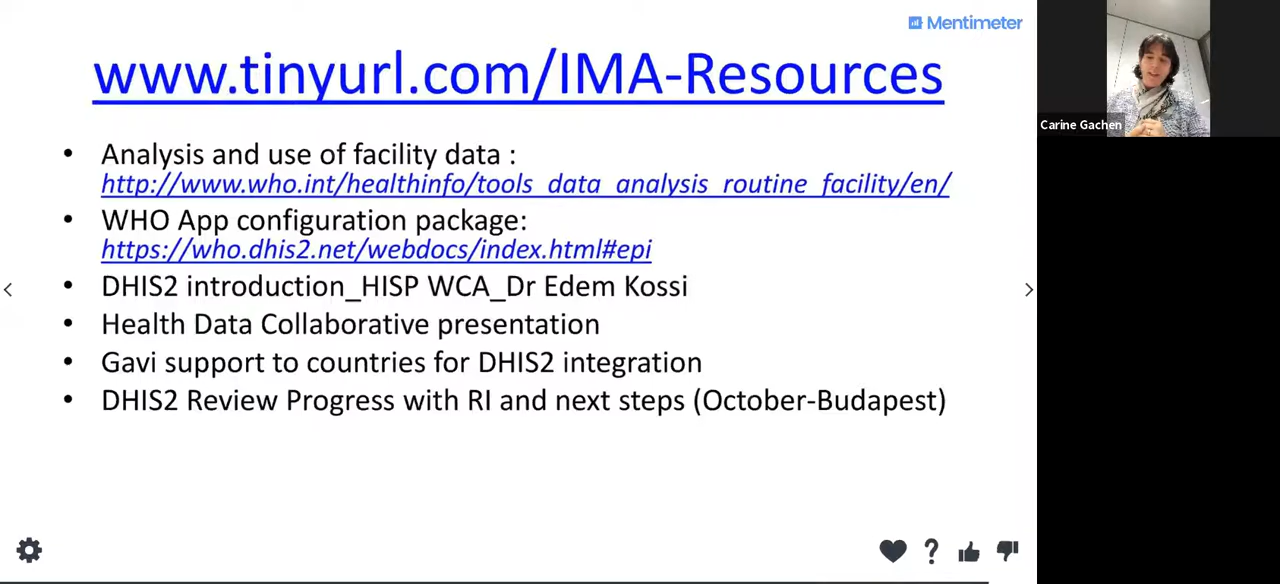 Mentimeter
www.tinyurl.com/IMA-Resources
Carine Gachen
• Analysis and use of facility data :
http://www.who.int/healthinfo/tools_data_analysis_routine_facility/en/
• WHO App configuration package:
https://who.dhis2.net/webdocs/index.html#epi
• DHIS2 introduction_HISP WCA_Dr Edem Kossi
• Health Data Collaborative presentation
• Gavi support to countries for DHIS2 integration
• DHIS2 Review Progress with RI and next steps (October-Budapest)